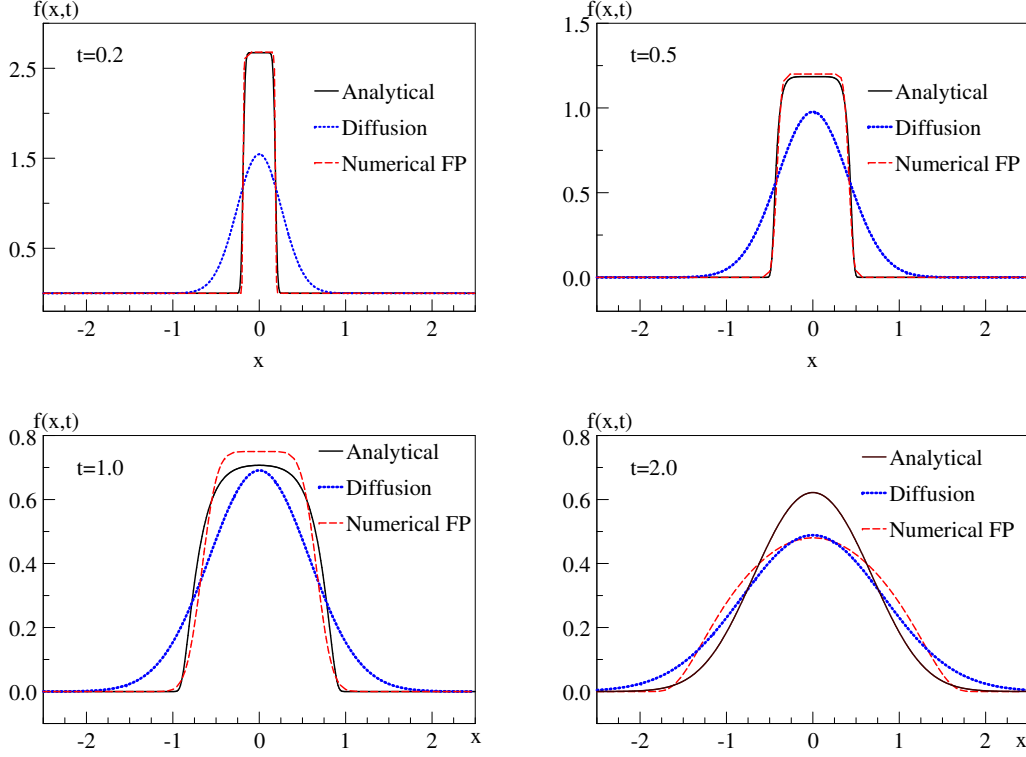 f(x,t)
t=0.2
Analytical
Diffusion
Numerical FP
2.5
1.5
0.5
-2 -1 0 1 2
x
f(x,t)
1.5
t=0.5
Analytical
Diffusion
Numerical FP
1.0
0.5
0.0
-2 -1 0 1 2
x
f(x,t)
0.8
t=1.0
Analytical
Diffusion
Numerical FP
0.6
0.4
0.2
0.0
-2 -1 0 1 2 x
f(x,t)
0.8
t=2.0
Analytical
Diffusion
Numerical FP
0.6
0.4
0.2
0.0
-2 -1 0 1 2 x